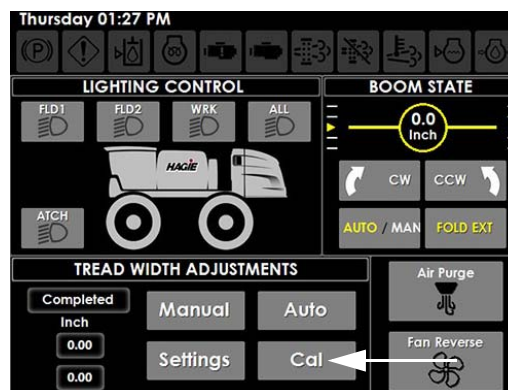 Thursday 01:27 PM
LIGHTING CONTROL
FLD1 FLD2 WRK ALL
HAGIE
ATCH
BOOM STATE
0.0
Inch
CW CCW
AUTO / MAN FOLD EXT
TREAD WIDTH ADJUSTMENTS
Completed
Inch
0.00
0.00
Manual Auto
Settings Cal
Air Purge
Fan Reverse